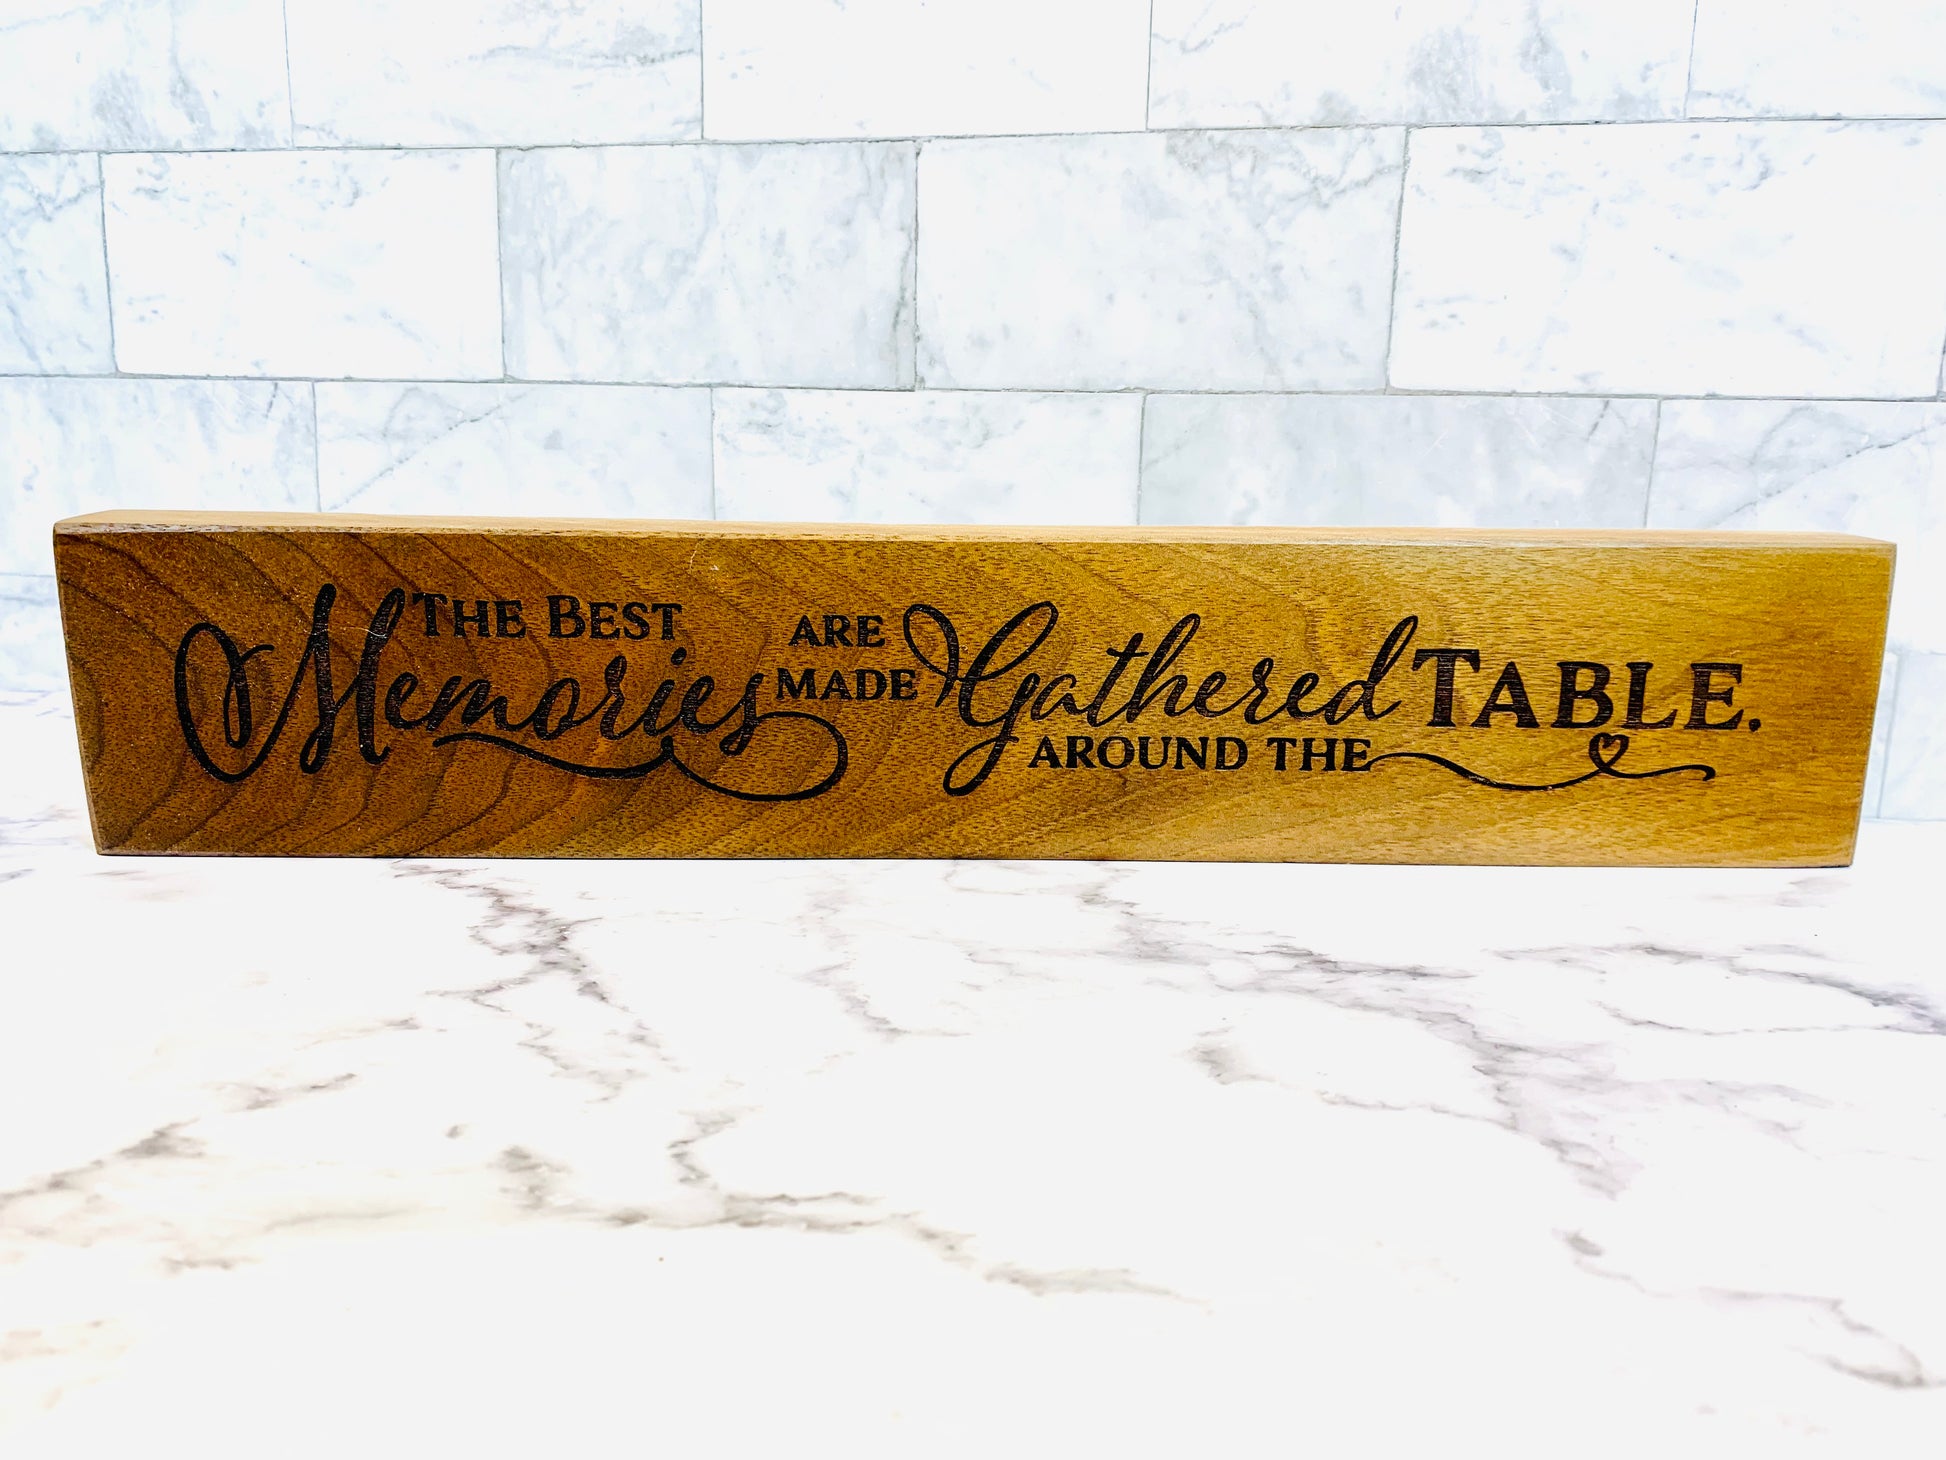 The Best
Memories
are
made
Gathered
around the
Table.